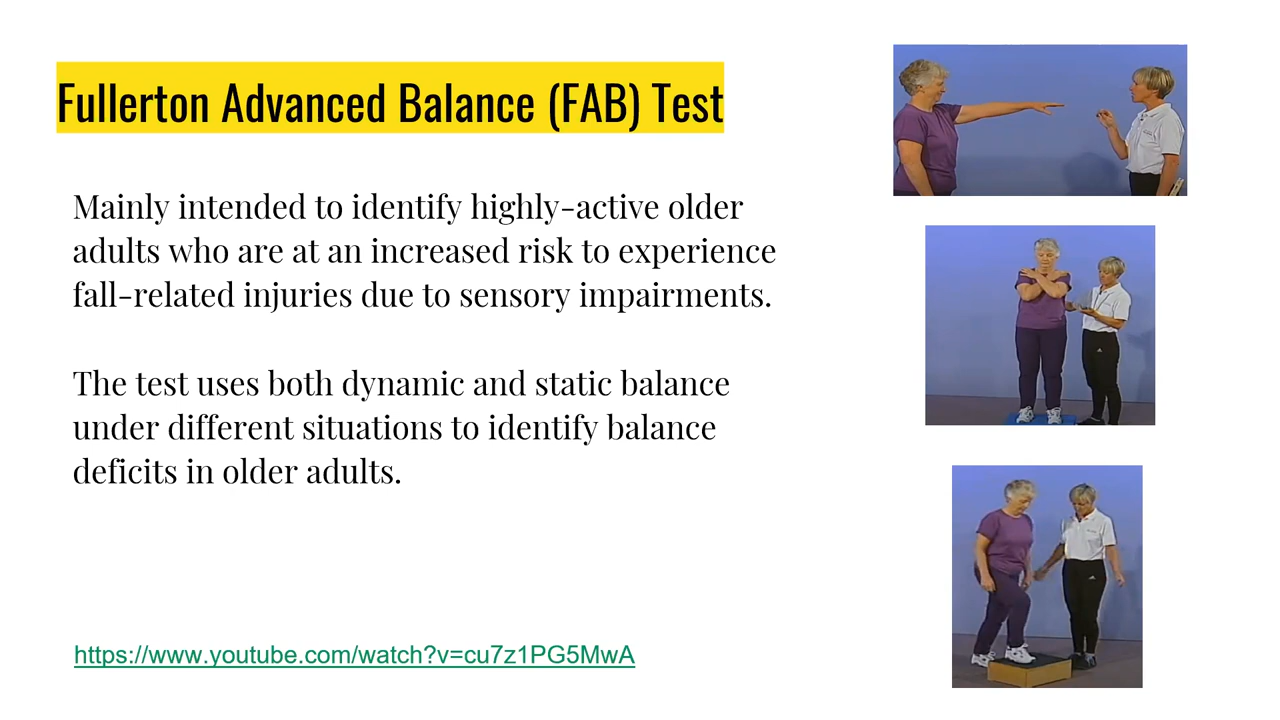 Fullerton Advanced Balance (FAB) Test
Mainly intended to identify highly-active older
adults who are at an increased risk to experience
fall-related injuries due to sensory impairments.
The test uses both dynamic and static balance
under different situations to identify balance
deficits in older adults.
https://www.youtube.com/watch?v=cu7z1PG5MwA